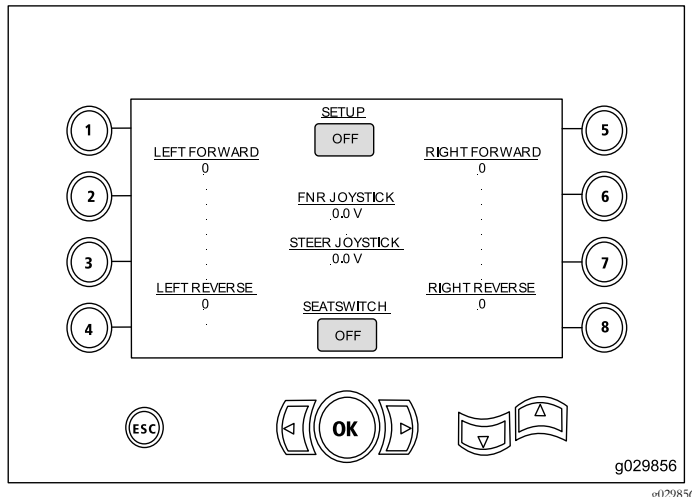 SETUP
OFF
1
5
LEFT FORWARD
0
RIGHT FORWARD
0
2
FNR JOYSTICK
0.0 V
6
STEER JOYSTICK
0.0 V
3
7
LEFT REVERSE
0
RIGHT REVERSE
0
SEATSWITCH
OFF
4
8
ESC
OK
g029856
g029856